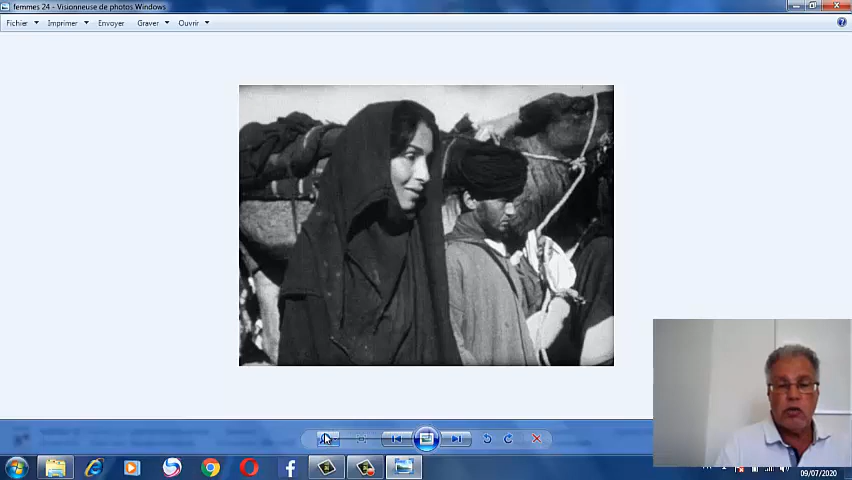 femmes 24 - Visionneuse de photos Windows
Fichier Imprimer Envoyer Graver Ouvrir
09/07/2020